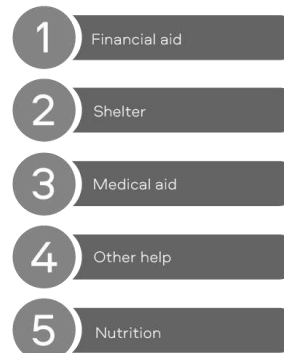 1 Financial aid
2 Shelter
3 Medical aid
4 Other help
5 Nutrition